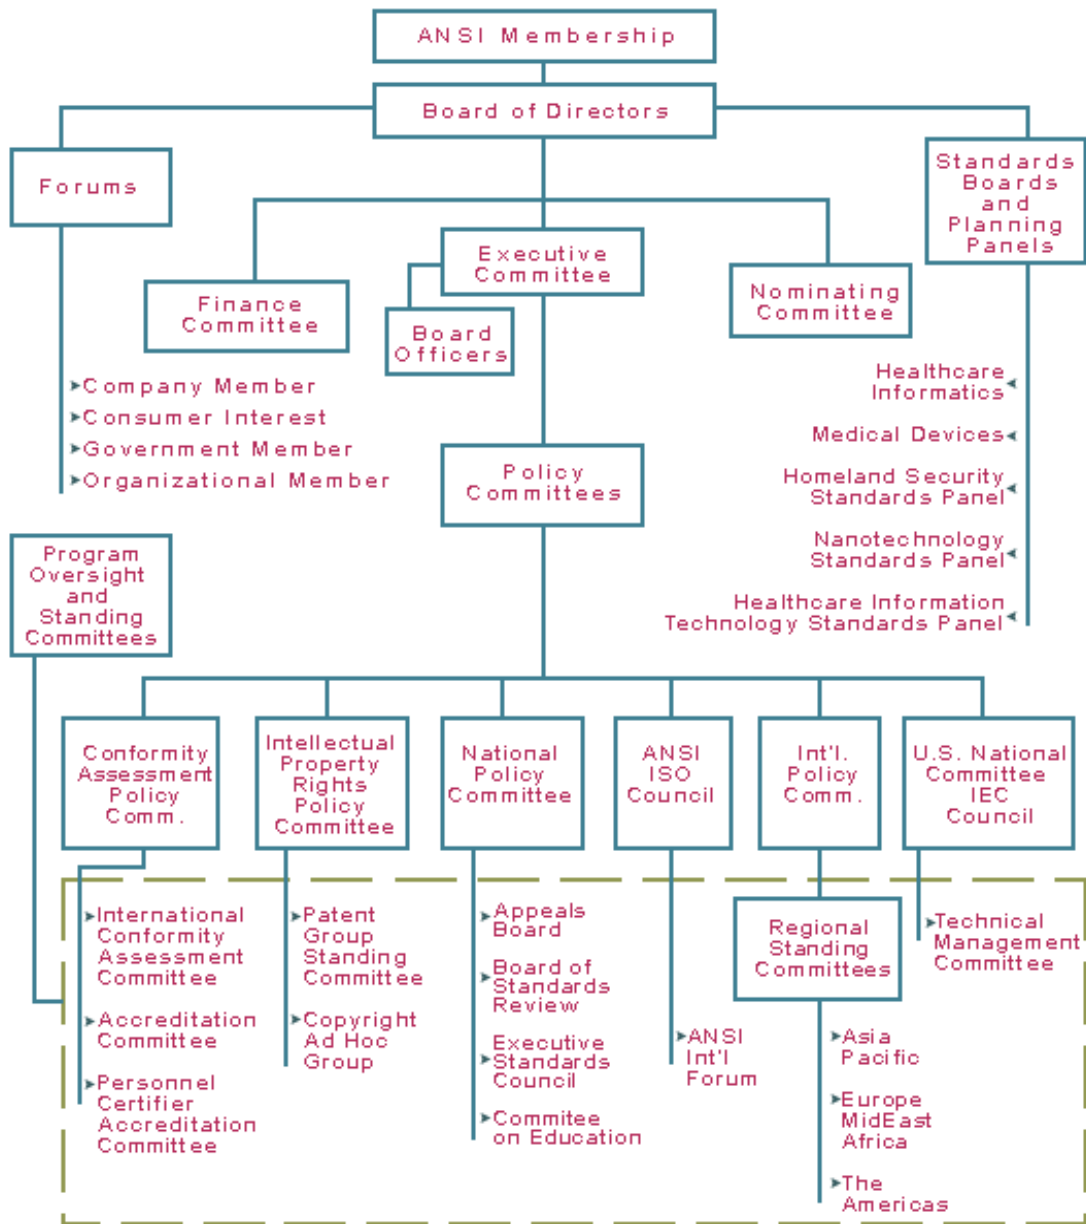 ANSI Membership
Board of Directors
Forums
Standards
Boards
and
Planning
Panels
Executive
Committee
Finance
Committee
Board
Officers
Nominating
Committee
Company Member
Consumer Interest
Government Member
Organizational Member
Healthcare
Informatics
Medical Devices
Homeland Security
Standards Panel
Nanotechnology
Standards Panel
Healthcare Information
Technology Standards Panel
Policy
Committees
Program
Oversight
and
Standing
Committees
Conformity
Assessment
Policy
Comm.
Intellectual
Property
Rights
Policy
Committee
National
Policy
Committee
ANSI
ISO
Council
Int'l.
Policy
Comm.
U.S. National
Committee
IEC
Council
International
Conformity
Assessment
Committee
Accreditation
Committee
Personnel
Certifier
Accreditation
Committee
Patent
Group
Standing
Committee
Copyright
Ad Hoc
Group
Appeals
Board
Board of
Standards
Review
Executive
Standards
Council
Commitee
on Education
ANSI
Int'l
Forum
Regional
Standing
Committees
Asia
Pacific
Europe
MidEast
Africa
The
Americas
Technical
Management
Committee